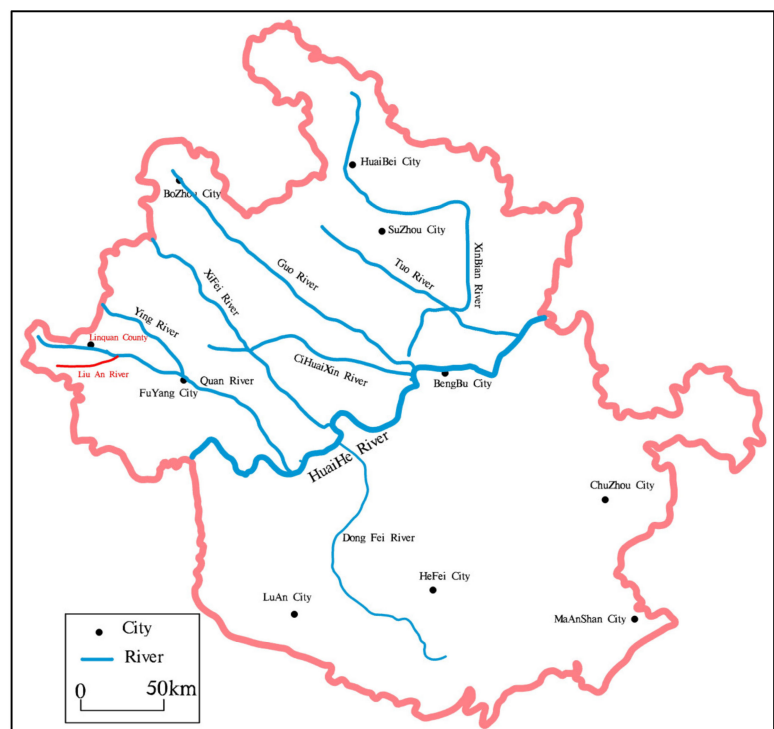 HuaiBei City
BoZhou City
SuZhou City
Guo River
Tuo River
XinBian River
XiFei River
Ying River
Linquan County
Liu An River
CiHuaiXin River
FuYang City
Quan River
BengBu City
HuaiHe River
ChuZhou City
Dong Fei River
HeFei City
LuAn City
MaAnShan City
City
River
0 50km